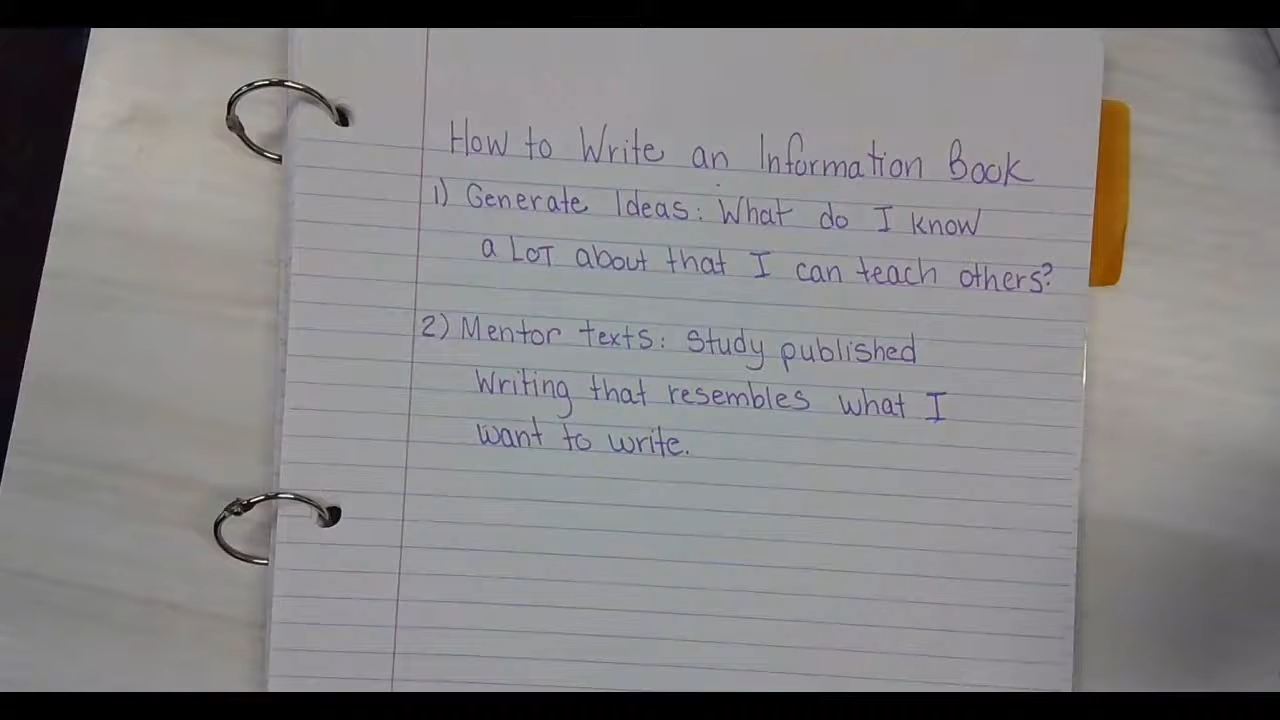 How to Write an Information Book
1) Generate Ideas: What do I know
a LOT about that I can teach others?
2) Mentor texts: Study published
Writing that resembles what I
want to write.